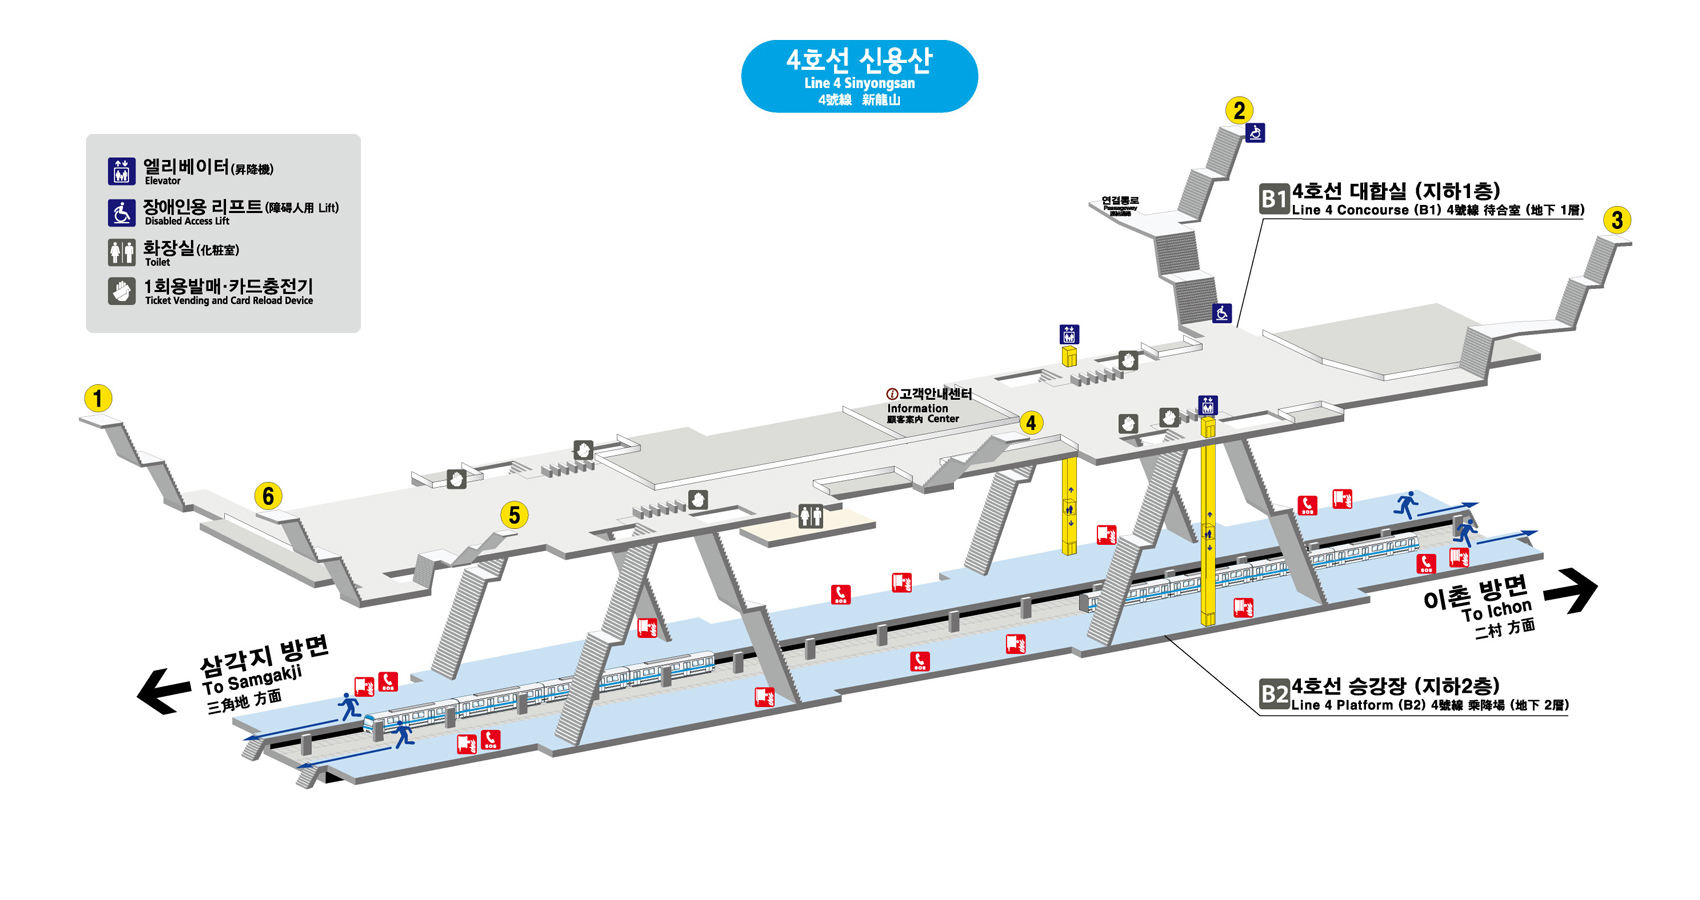 4호선 신용산
Line 4 Sinyongsan
4號線 新龍山
엘리베이터(昇降機)
Elevator
장애인용 리프트(障碍人用 Lift)
Disabled Access Lift
화장실(化粧室)
Toilet
1회용발매·카드충전기
Ticket Vending and Card Reload Device
2
연결통로
Passageway
B1
4호선 대합실 (지하1층)
Line 4 Concourse (B1) 4號線 待合室 (地下 1層)
3
1
i 고객안내센터
Information
顧客案内 Center
4
6
5
SOS
SOS
SOS
SOS
SOS
SOS
이촌 방면
To Ichon
二村 方面
삼각지 방면
To Samgakji
三角地 方面
B2
4호선 승강장 (지하2층)
Line 4 Platform (B2) 4號線 乘降場 (地下 2層)